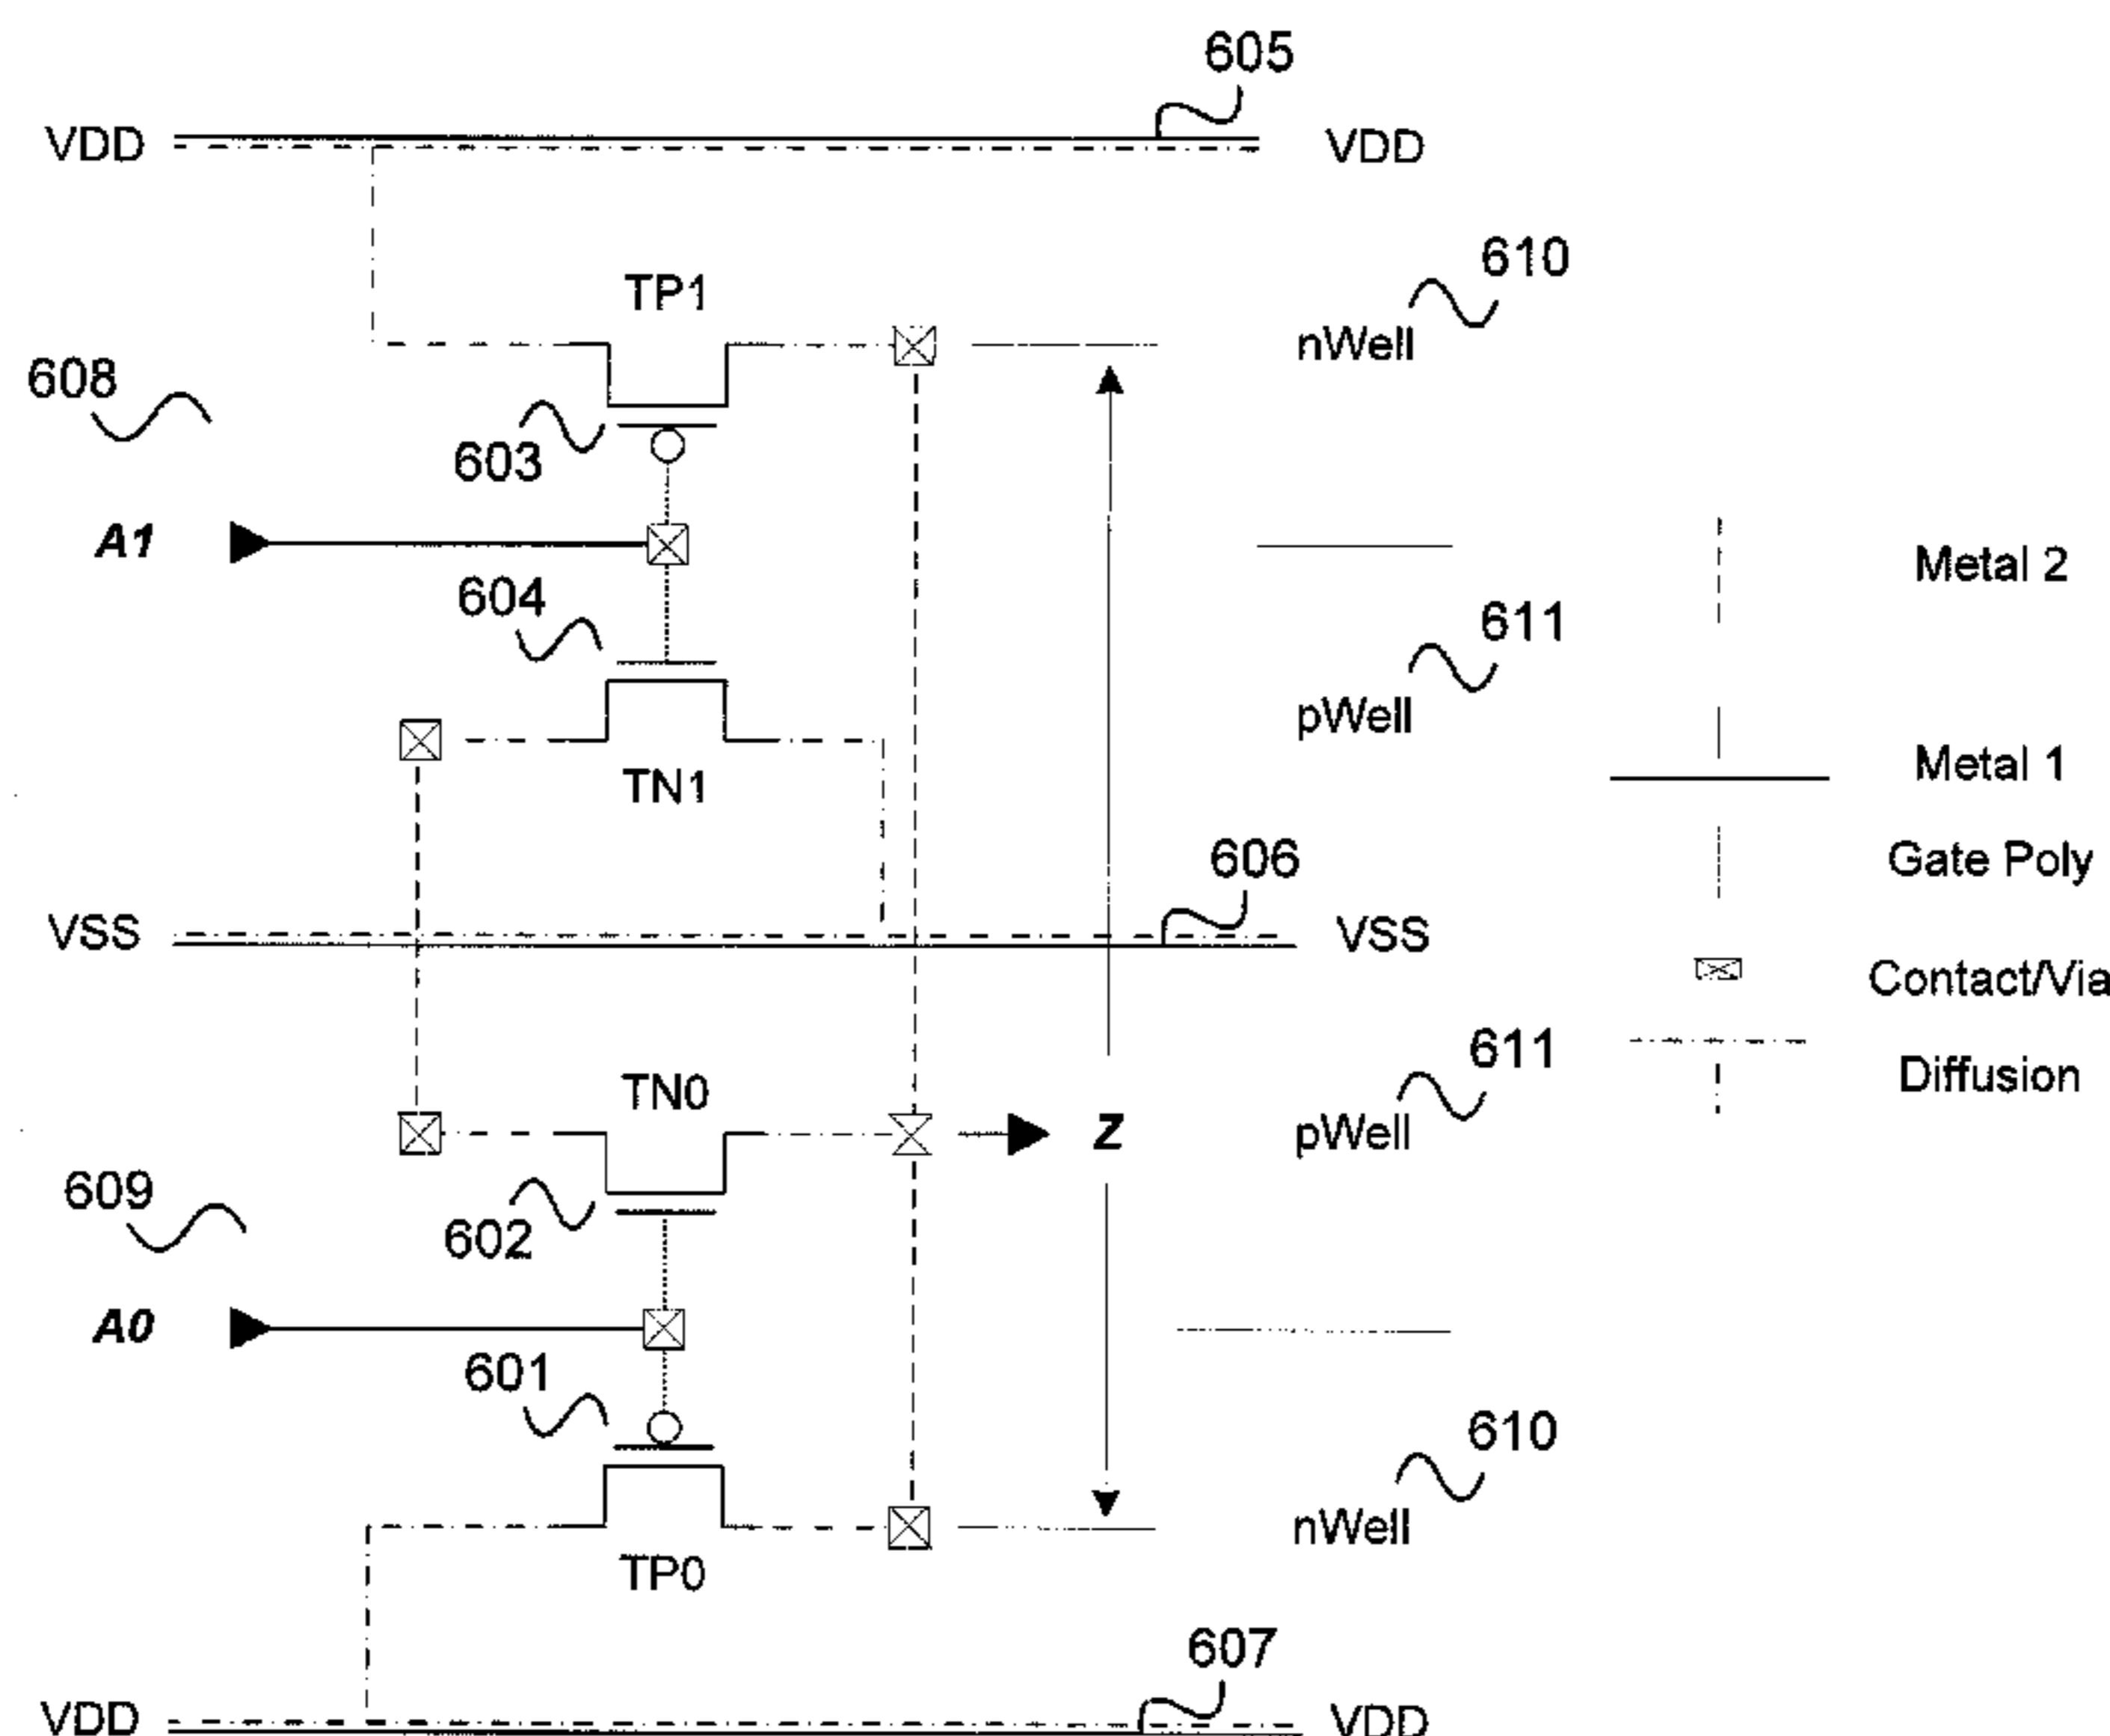 605
VDD
VDD
610
TP1
nWell
608
603
A1
Metal 2
604
611
pWell
TN1
Metal 1
606
Gate Poly
VSS
VSS
Contact/Via
611
TN0
Diffusion
Z
pWell
609
602
A0
601
610
nWell
TP0
607
VDD
VDD